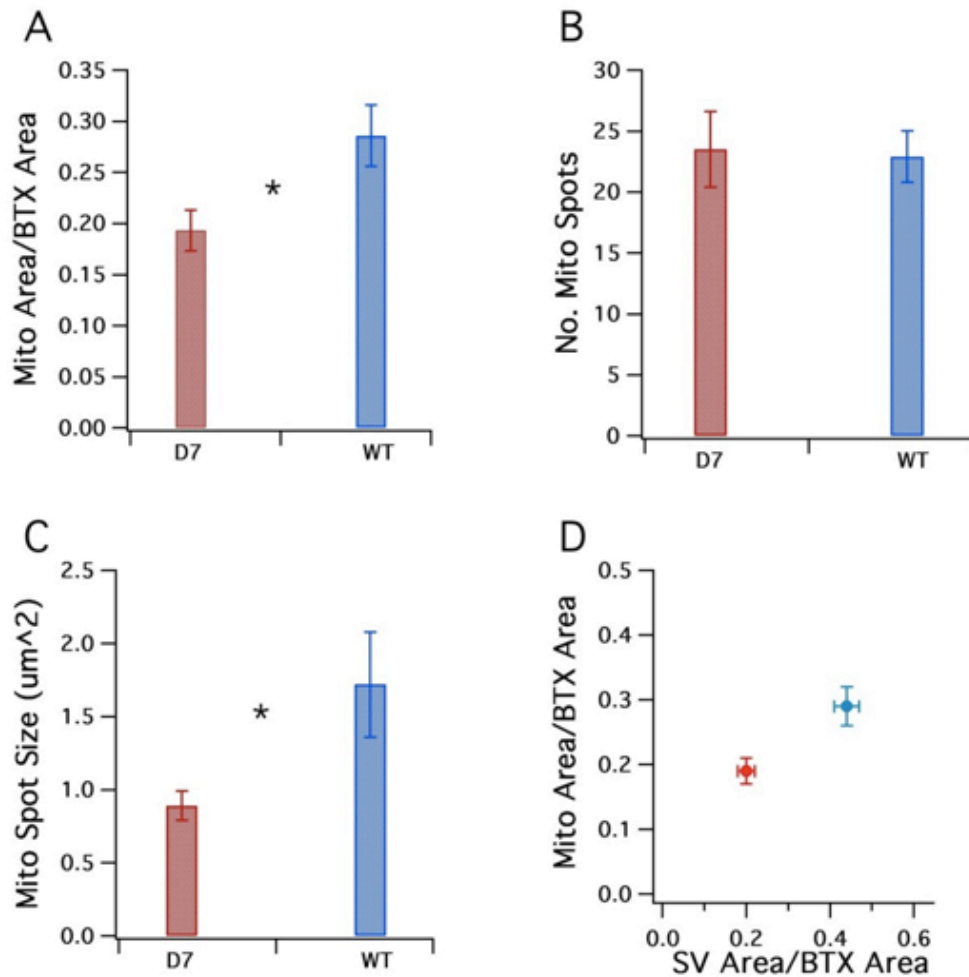 A
Mito Area/BTX Area
0.35
0.30
0.25
0.20
0.15
0.10
0.05
0.00
*
D7
WT
B
No. Mito Spots
30
25
20
15
10
5
0
D7
WT
C
Mito Spot Size (um^2)
2.5
2.0
1.5
1.0
0.5
0.0
*
D7
WT
D
Mito Area/BTX Area
0.5
0.4
0.3
0.2
0.1
0.0
0.0 0.2 0.4 0.6
SV Area/BTX Area